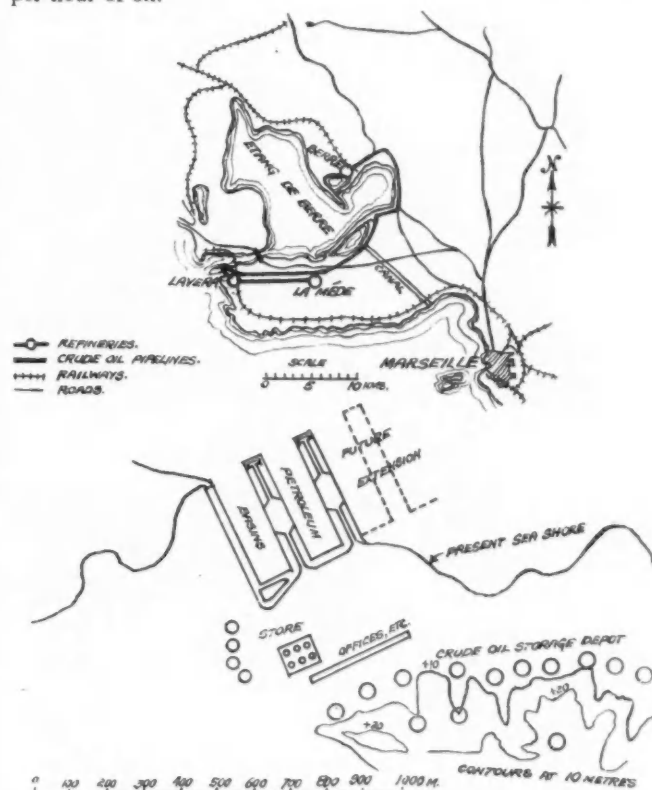 per hour of oil.
ETANG DE BERRE
BERRE
N
LAVERA
LA MÈDE
CANAL
MARSEILLE
REFINERIES.
CRUDE OIL PIPELINES.
RAILWAYS.
ROADS.
SCALE
0 5 10 KMS.
BASINS
PETROLEUM
FUTURE
EXTENSION
PRESENT SEA SHORE
STORE
OFFICES, ETC.
CRUDE OIL STORAGE DEPOT
+10
+20
+20
CONTOURS AT 10 METRES
0 100 200 300 400 500 600 700 800 900 1000 M.